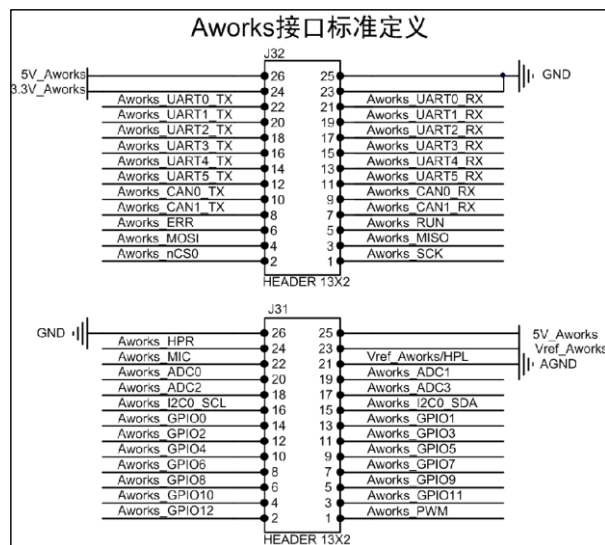 Aworks接口标准定义
J32
5V_Aworks 26 25 GND
3.3V_Aworks 24 23
Aworks_UART0_TX 22 21 Aworks_UART0_RX
Aworks_UART1_TX 20 19 Aworks_UART1_RX
Aworks_UART2_TX 18 17 Aworks_UART2_RX
Aworks_UART3_TX 16 15 Aworks_UART3_RX
Aworks_UART4_TX 14 13 Aworks_UART4_RX
Aworks_UART5_TX 12 11 Aworks_UART5_RX
Aworks_CAN0_TX 10 9 Aworks_CAN0_RX
Aworks_CAN1_TX 8 7 Aworks_CAN1_RX
Aworks_ERR 6 5 Aworks_RUN
Aworks_MOSI 4 3 Aworks_MISO
Aworks_nCS0 2 1 Aworks_SCK
HEADER 13X2
J31
GND 26 25 5V_Aworks
Aworks_HPR 24 23 Vref_Aworks
Aworks_MIC 22 21 Vref_Aworks/HPL AGND
Aworks_ADC0 20 19 Aworks_ADC1
Aworks_ADC2 18 17 Aworks_ADC3
Aworks_I2C0_SCL 16 15 Aworks_I2C0_SDA
Aworks_GPIO0 14 13 Aworks_GPIO1
Aworks_GPIO2 12 11 Aworks_GPIO3
Aworks_GPIO4 10 9 Aworks_GPIO5
Aworks_GPIO6 8 7 Aworks_GPIO7
Aworks_GPIO8 6 5 Aworks_GPIO9
Aworks_GPIO10 4 3 Aworks_GPIO11
Aworks_GPIO12 2 1 Aworks_PWM
HEADER 13X2